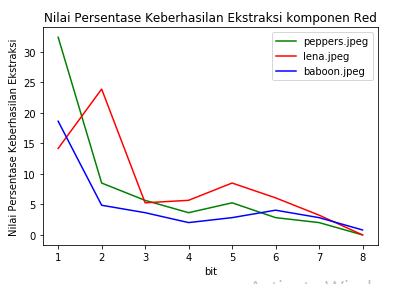 Nilai Persentase Keberhasilan Ekstraksi komponen Red
Nilai Persentase Keberhasilan Ekstraksi
30
25
20
15
10
5
0
peppers.jpeg
lena.jpeg
baboon.jpeg
1 2 3 4 5 6 7 8
bit